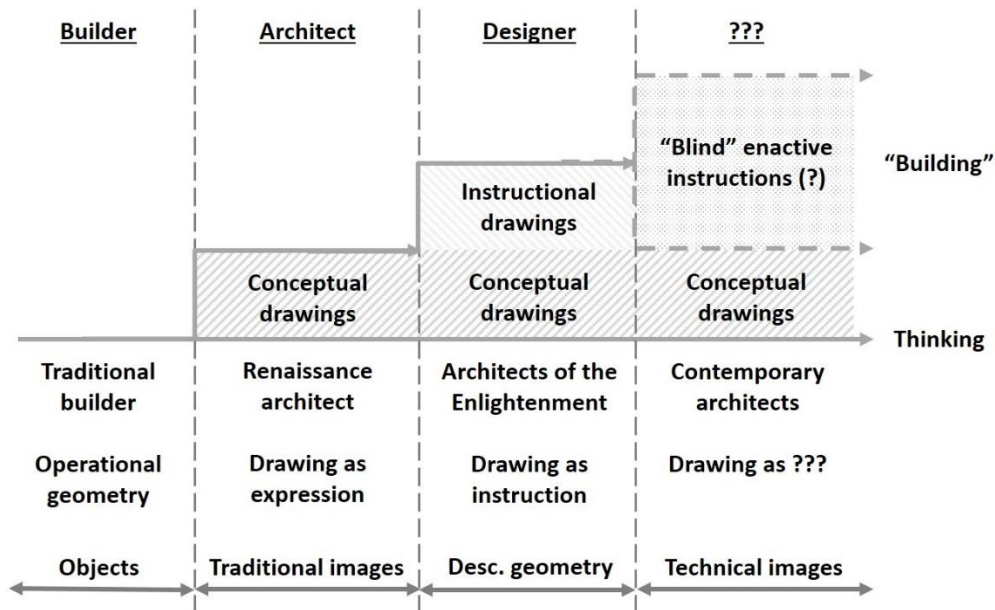 Builder
Architect
Designer
???
“Blind” enactive
instructions (?)
“Building”
Instructional
drawings
Conceptual
drawings
Conceptual
drawings
Conceptual
drawings
Thinking
Traditional
builder
Renaissance
architect
Architects of the
Enlightenment
Contemporary
architects
Operational
geometry
Drawing as
expression
Drawing as
instruction
Drawing as ???
Objects
Traditional images
Desc. geometry
Technical images